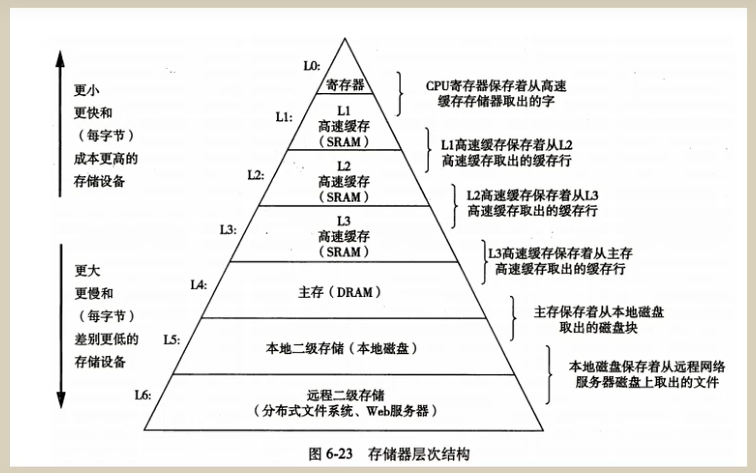 更小
更快和
（每字节）
成本更高的
存储设备
更大
更慢和
（每字节）
差别更低的
存储设备
L0:
寄存器
L1:
L1
高速缓存
（SRAM）
L2:
L2
高速缓存
（SRAM）
L3:
L3
高速缓存
（SRAM）
L4:
主存（DRAM）
L5:
本地二级存储（本地磁盘）
L6:
远程二级存储
（分布式文件系统、Web服务器）
CPU寄存器保存着从高速
缓存存储器取出的字
L1高速缓存保存着从L2
高速缓存取出的缓存行
L2高速缓存保存着从L3
高速缓存取出的缓存行
L3高速缓存保存着从主存
高速缓存取出的缓存行
主存保存着从本地磁盘
取出的磁盘块
本地磁盘保存着从远程网络
服务器磁盘上取出的文件
图 6-23 存储器层次结构